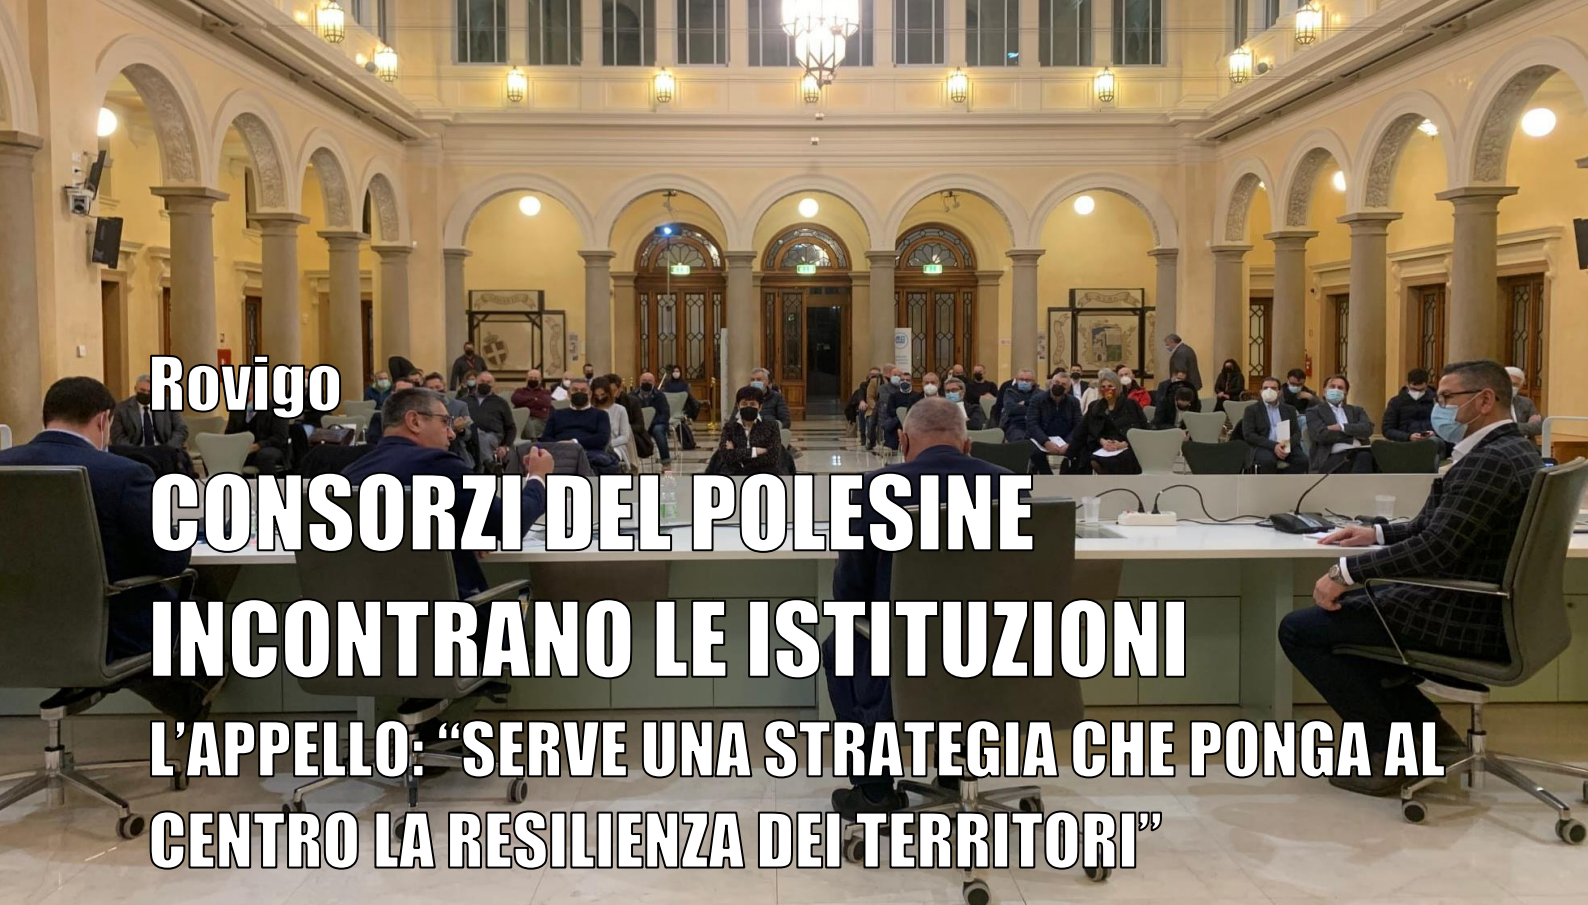 Rovigo
CONSORZI DEL POLESINE
INCONTRANO LE ISTITUZIONI
L’APPELLO: “SERVE UNA STRATEGIA CHE PONGA AL
CENTRO LA RESILIENZA DEI TERRITORI”